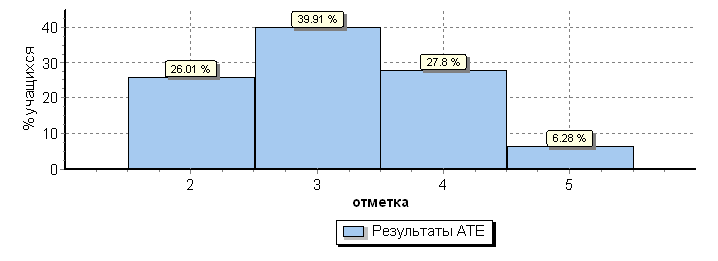 % учащихся
40
30
20
10
0
26.01 %
39.91 %
27.8 %
6.28 %
2 3 4 5
отметка
Результаты АТЕ